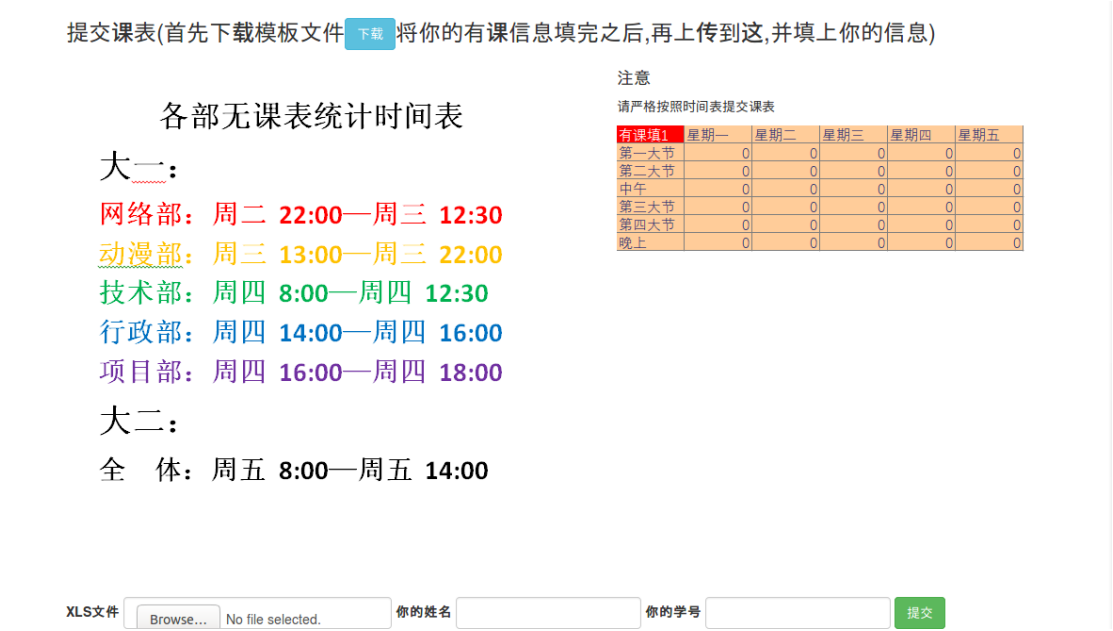 提交课表(首先下载模板文件 下载 将你的有课信息填完之后,再上传到这,并填上你的信息)
各部无课表统计时间表
大一:
网络部: 周二 22:00—周三 12:30
动漫部: 周三 13:00—周三 22:00
技术部: 周四 8:00—周四 12:30
行政部: 周四 14:00—周四 16:00
项目部: 周四 16:00—周四 18:00
大二:
全 体: 周五 8:00—周五 14:00
注意
请严格按照时间表提交课表
有课填1 星期一 星期二 星期三 星期四 星期五
第一大节 0 0 0 0 0
第二大节 0 0 0 0 0
中午 0 0 0 0 0
第三大节 0 0 0 0 0
第四大节 0 0 0 0 0
晚上 0 0 0 0 0
XLS文件 Browse... No file selected. 你的姓名 你的学号 提交